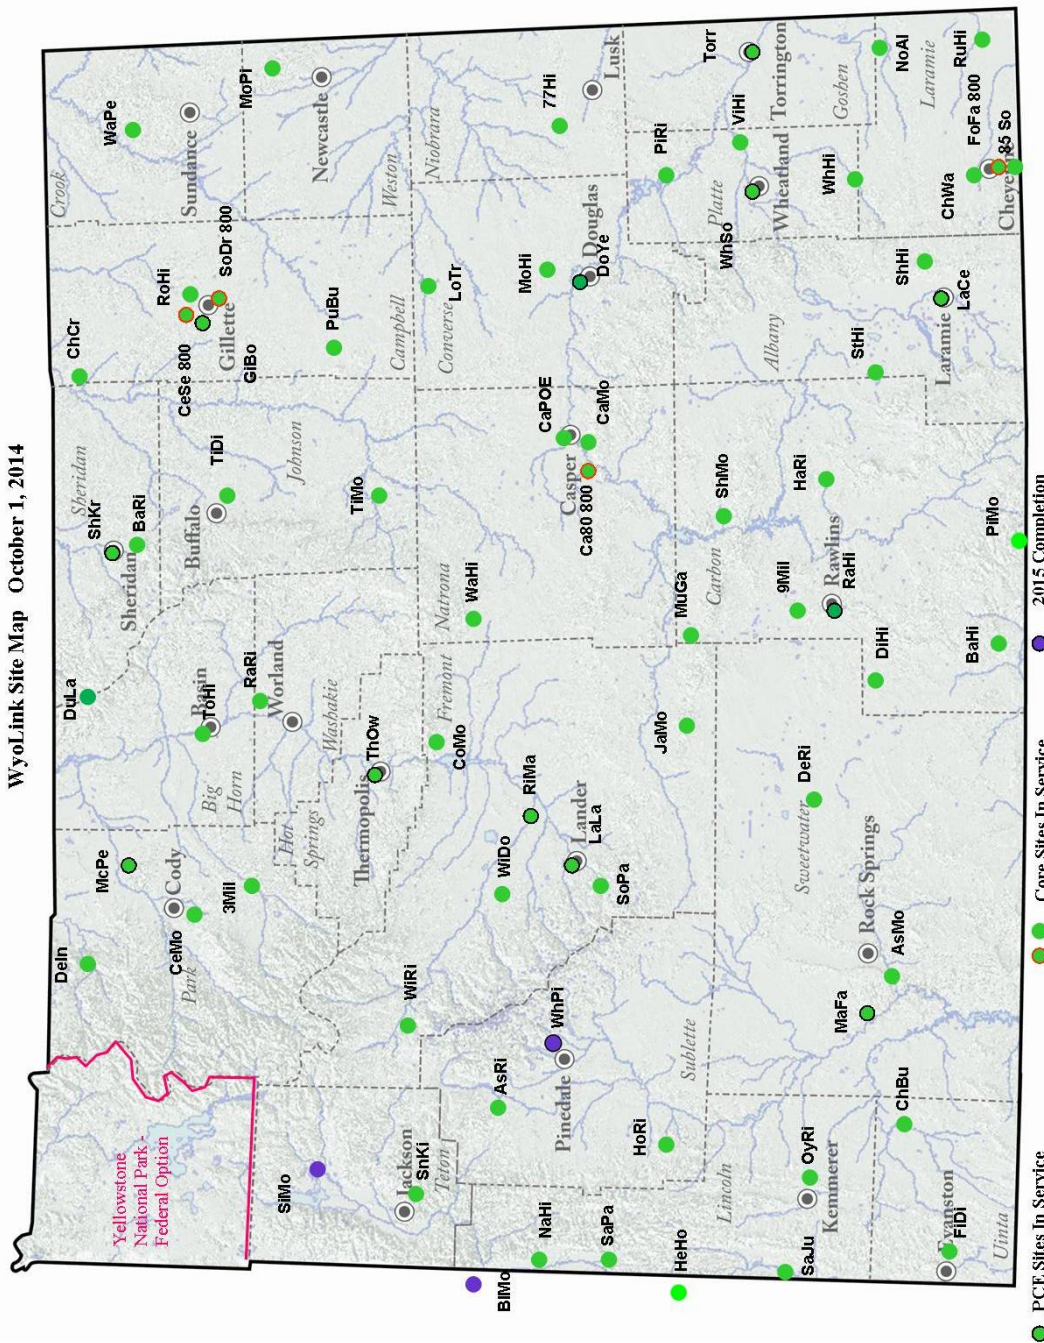 WyoLink Site Map   October 1, 2014
Yellowstone
National Park -
Federal Option
DeIn
McPe
DuLa
ShKr
Sheridan
ChCr
Crook
WaPe
CeMo
Park
Cody
3Mil
Big
Horn
Basin
ToHi
Sheridan
BaRi
Buffalo
TiDi
CeSe 800
RoHi
Gillette
SoDr 800
GiBo
Sundance
MoPi
SiMo
Hot
Springs
RaRi
Worland
Washakie
Johnson
TiMo
PuBu
Campbell
Newcastle
Weston
Jackson
SnKi
Teton
WiRi
Thermopolis
ThOw
CoMo
Fremont
Natrona
WaHi
LoTr
Converse
Niobrara
BlMo
AsRi
WiDo
RiMa
NaHi
Pinedale
WhPi
Lander
LaLa
SoPa
Casper
CaPOE
CaMo
Ca80 800
MoHi
Douglas
DoYe
77Hi
Lusk
SaPa
HoRi
Sublette
HeHo
JaMo
MuGa
Carbon
ShMo
PiRi
Platte
WhSo
ViHi
Torr
Torrington
Wheatland
Lincoln
SaJu
OyRi
Kemmerer
Sweetwater
DeRi
9Mil
Rawlins
RaHi
HaRi
Albany
StHi
WhHi
Goshen
NoAl
MaFa
Rock Springs
AsMo
ChBu
DiHi
ShHi
Laramie
LaCe
Laramie
RuHi
Evanston
FiDi
Uinta
BaHi
PiMo
ChWa
FoFa 800
85 So
PCE Sites In Service
Core Sites In Service
2015 Completion